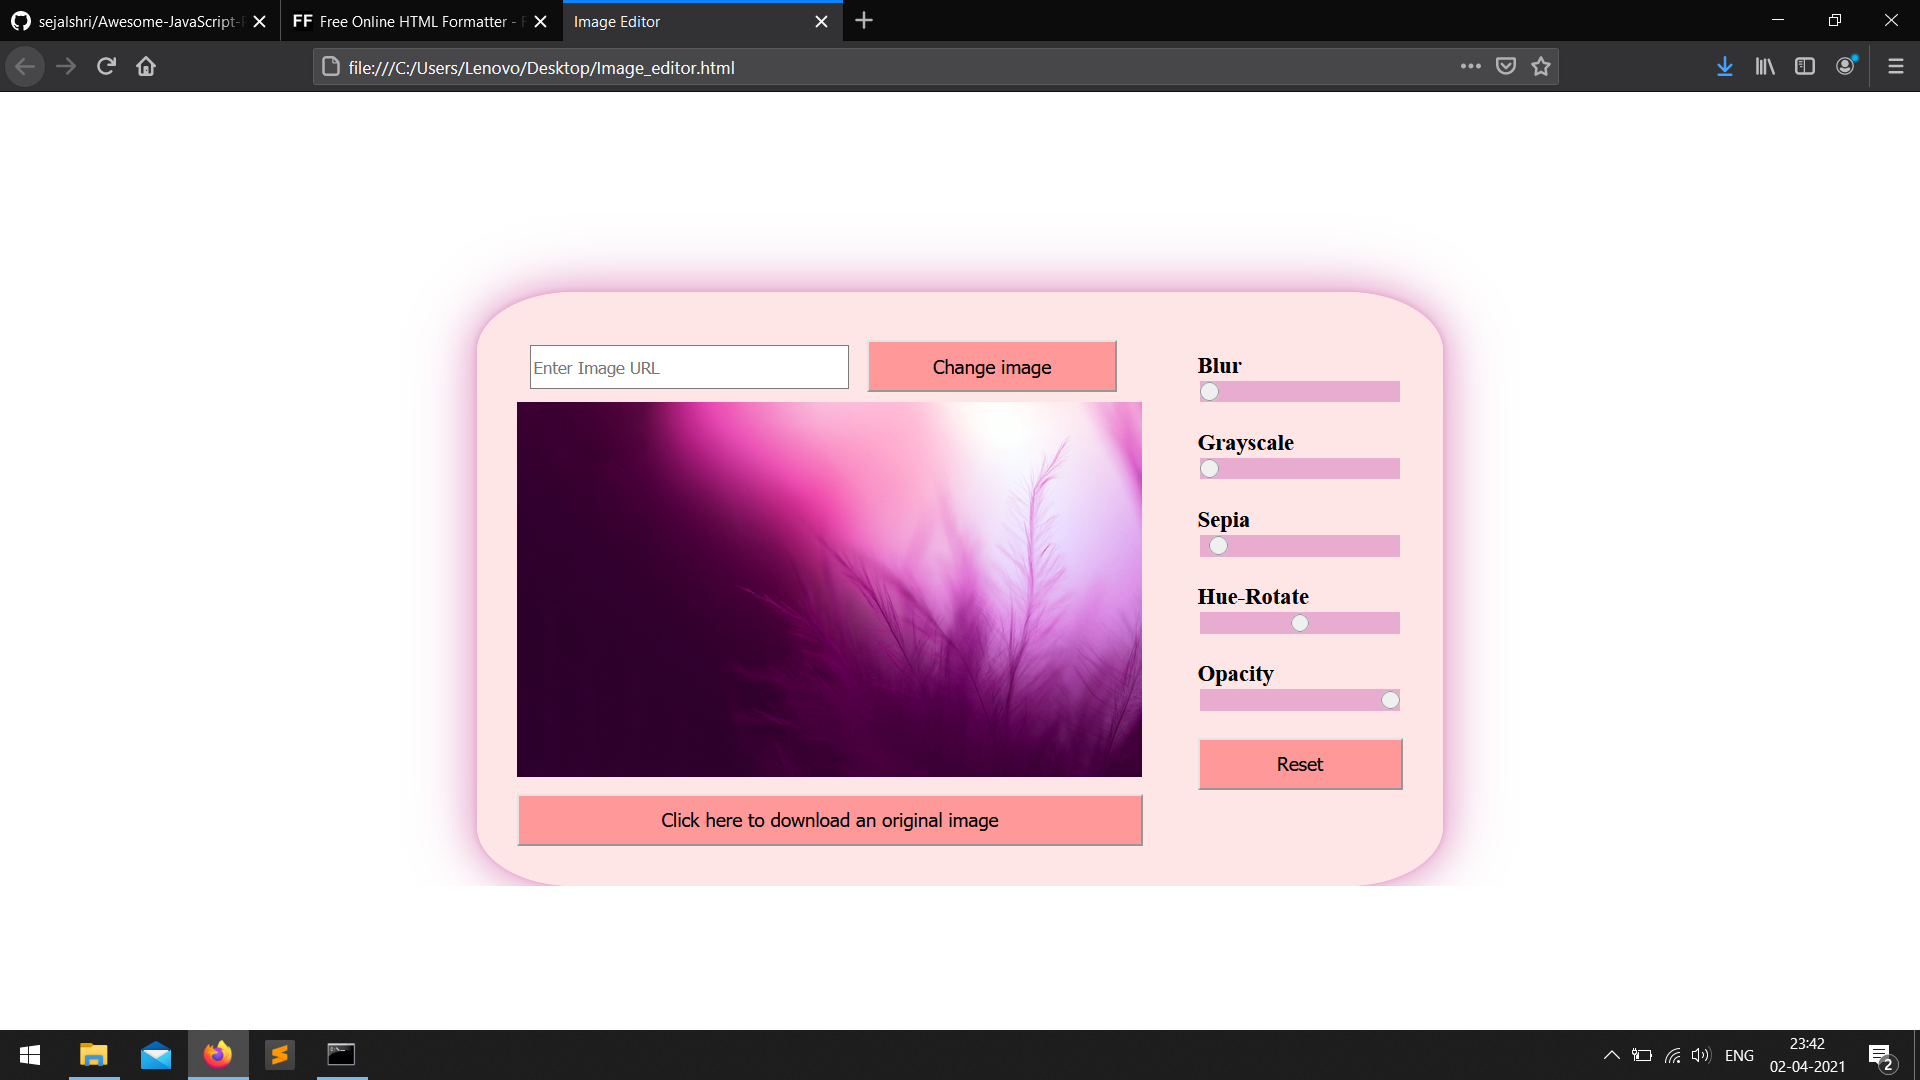 sejalshri/Awesome-JavaScript-
FF Free Online HTML Formatter -
Image Editor
file:///C:/Users/Lenovo/Desktop/Image_editor.html
Enter Image URL
Change image
Blur
Grayscale
Sepia
Hue-Rotate
Opacity
Reset
Click here to download an original image
ENG
23:42
02-04-2021
2